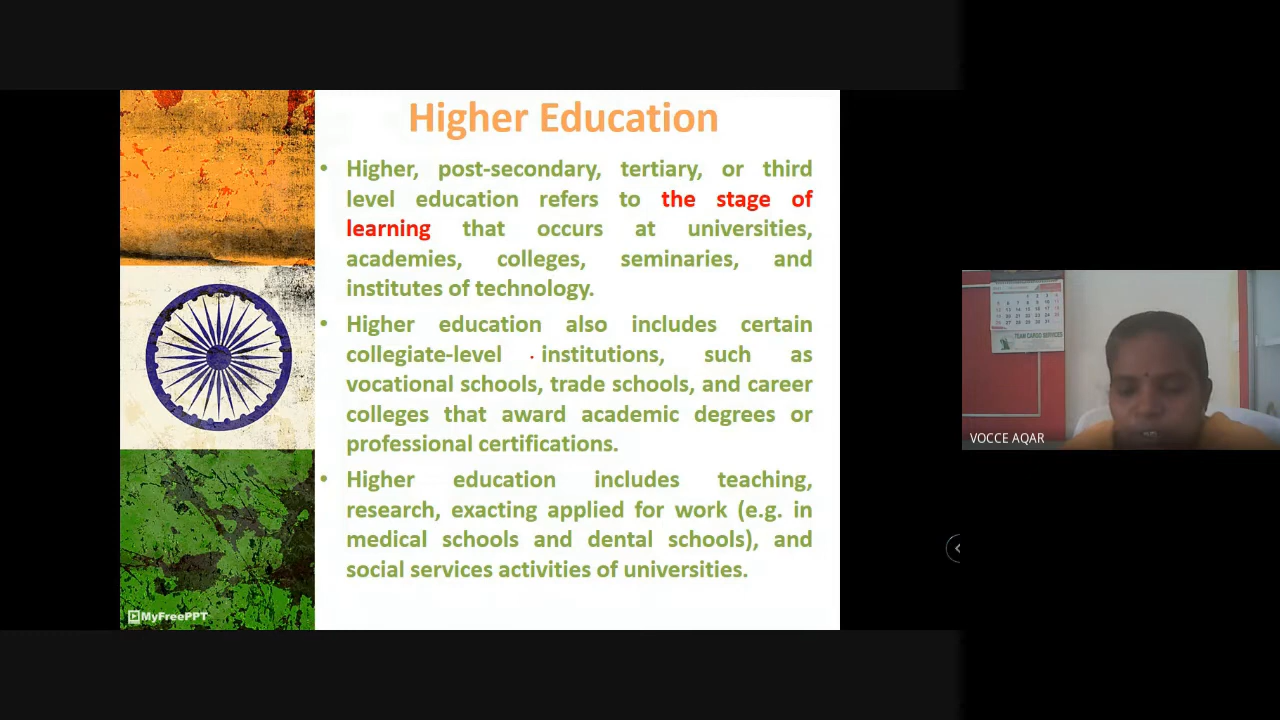 Higher Education
• Higher, post-secondary, tertiary, or third
level education refers to the stage of
learning that occurs at universities,
academies, colleges, seminaries, and
institutes of technology.
• Higher education also includes certain
collegiate-level institutions, such as
vocational schools, trade schools, and career
colleges that award academic degrees or
professional certifications.
• Higher education includes teaching,
research, exacting applied for work (e.g. in
medical schools and dental schools), and
social services activities of universities.
MyFreePPT
TEAM CARGO SERVICES
VOCCE AQAR